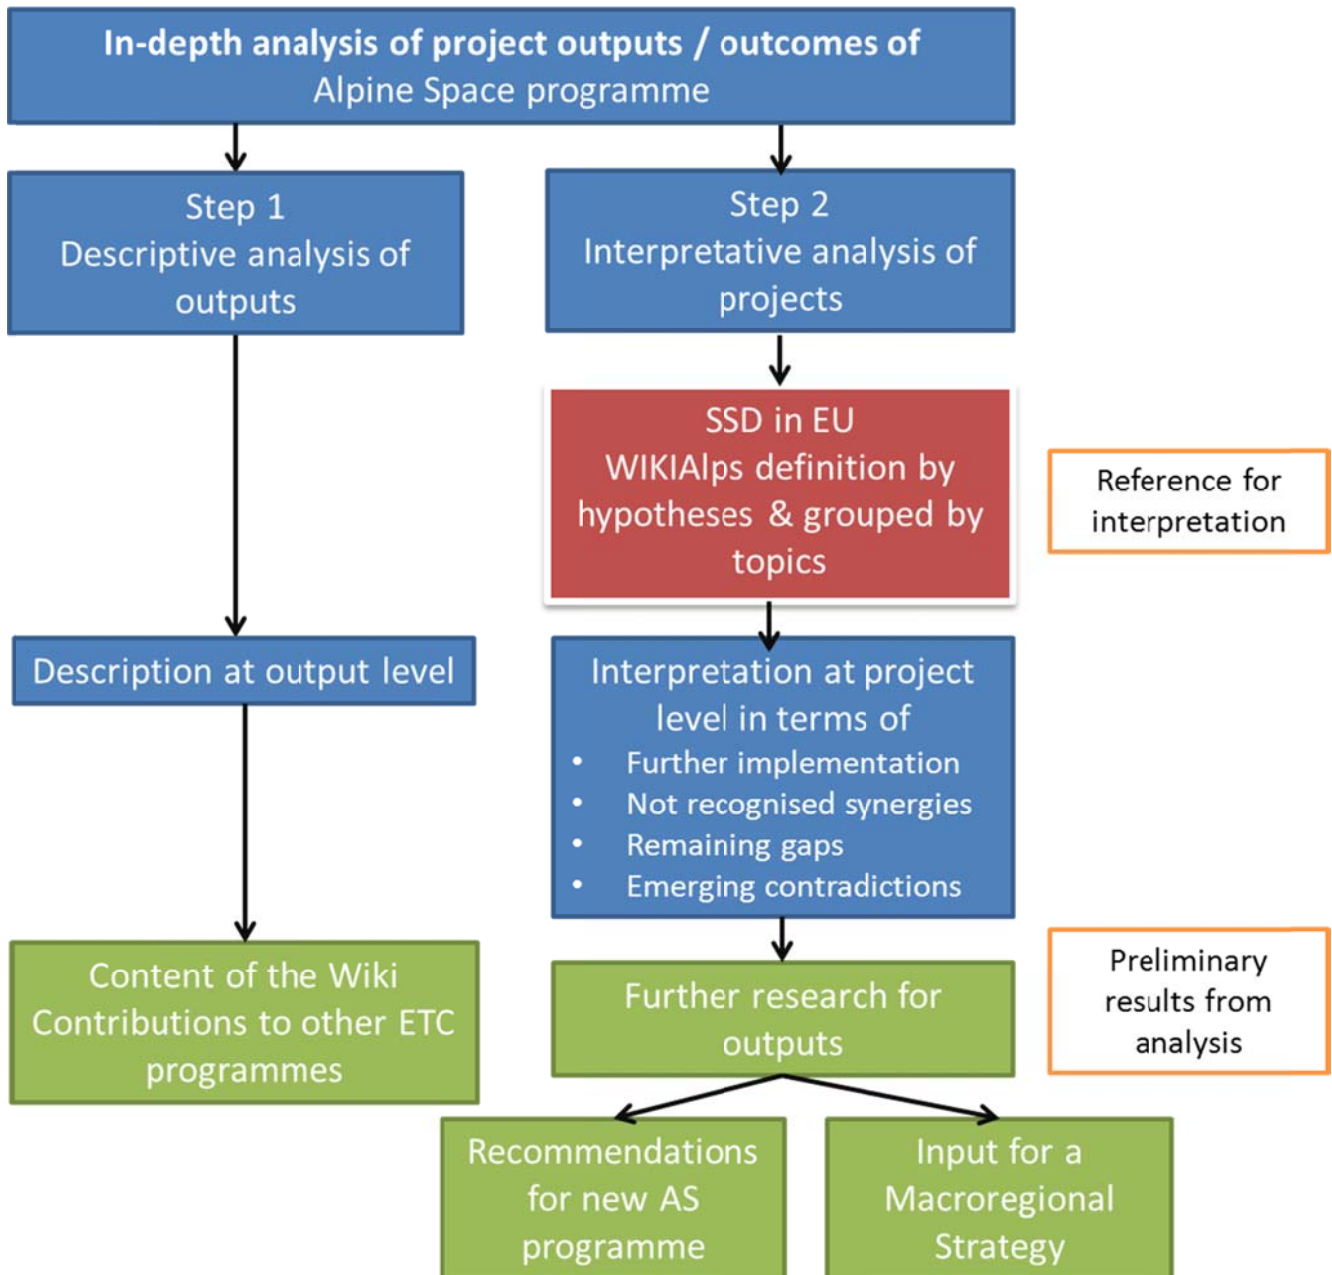 In-depth analysis of project outputs / outcomes of
Alpine Space programme
Step 1
Descriptive analysis of
outputs
Step 2
Interpretative analysis of
projects
SSD in EU
WIKIAlps definition by
hypotheses & grouped by
topics
Reference for
interpretation
Description at output level
Interpretation at project
level in terms of
• Further implementation
• Not recognised synergies
• Remaining gaps
• Emerging contradictions
Content of the Wiki
Contributions to other ETC
programmes
Further research for
outputs
Preliminary
results from
analysis
Recommendations
for new AS
programme
Input for a
Macroregional
Strategy